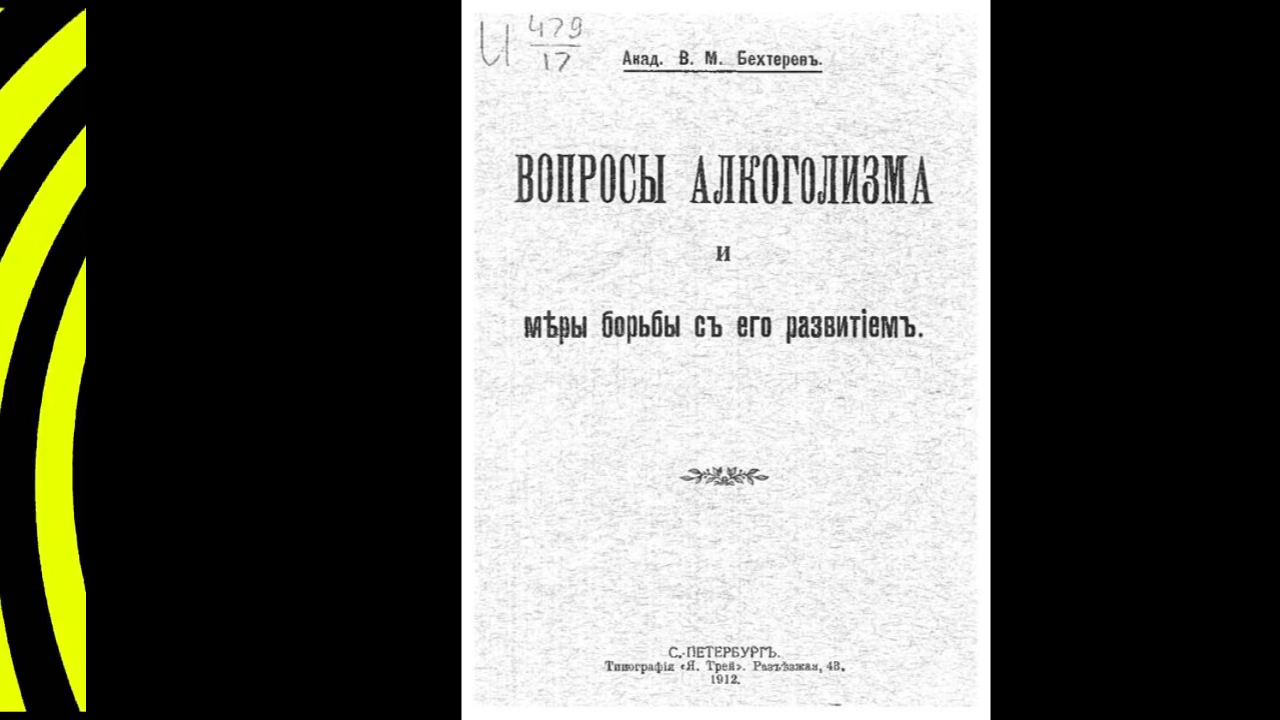 И 479
17
Акад. В. М. Бехтеревъ.
ВОПРОСЫ АЛКОГОЛИЗМА
и
мѣры борьбы съ его развитіемъ.
С.-ПЕТЕРБУРГЪ.
Типографія «Я. Трей». Разъѣзжая, 43.
1912.